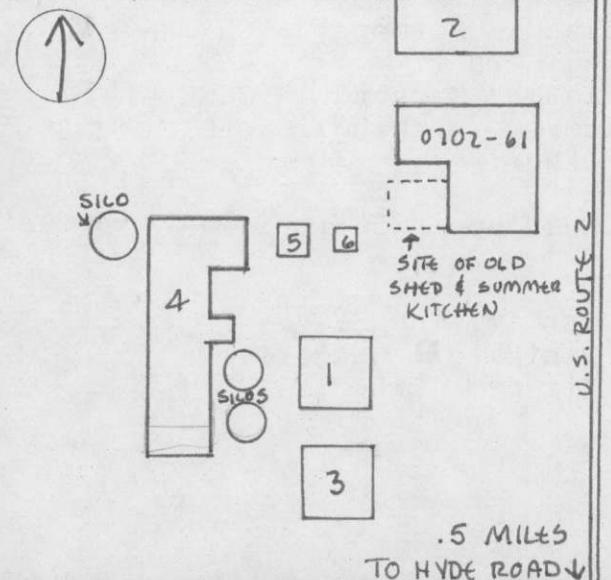 2
0702-61
SILO
5
6
SITE OF OLD
SHED & SUMMER
KITCHEN
4
U.S. ROUTE 2
1
SILOS
3
.5 MILES
TO HYDE ROAD